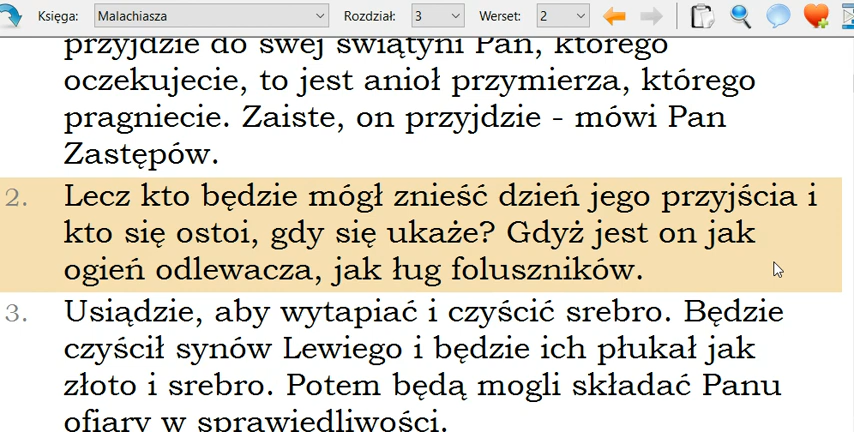 Księga: Malachiasza Rozdział: 3 Werset: 2
przyjdzie do swej świątyni Pan, którego
oczekujecie, to jest anioł przymierza, którego
pragniecie. Zaiste, on przyjdzie - mówi Pan
Zastępów.
2. Lecz kto będzie mógł znieść dzień jego przyjścia i
kto się ostoi, gdy się ukaże? Gdyż jest on jak
ogień odlewacza, jak ług foluszników.
3. Usiądzie, aby wytapiać i czyścić srebro. Będzie
czyścił synów Lewiego i będzie ich płukał jak
złoto i srebro. Potem będą mogli składać Panu
ofiary w sprawiedliwości.